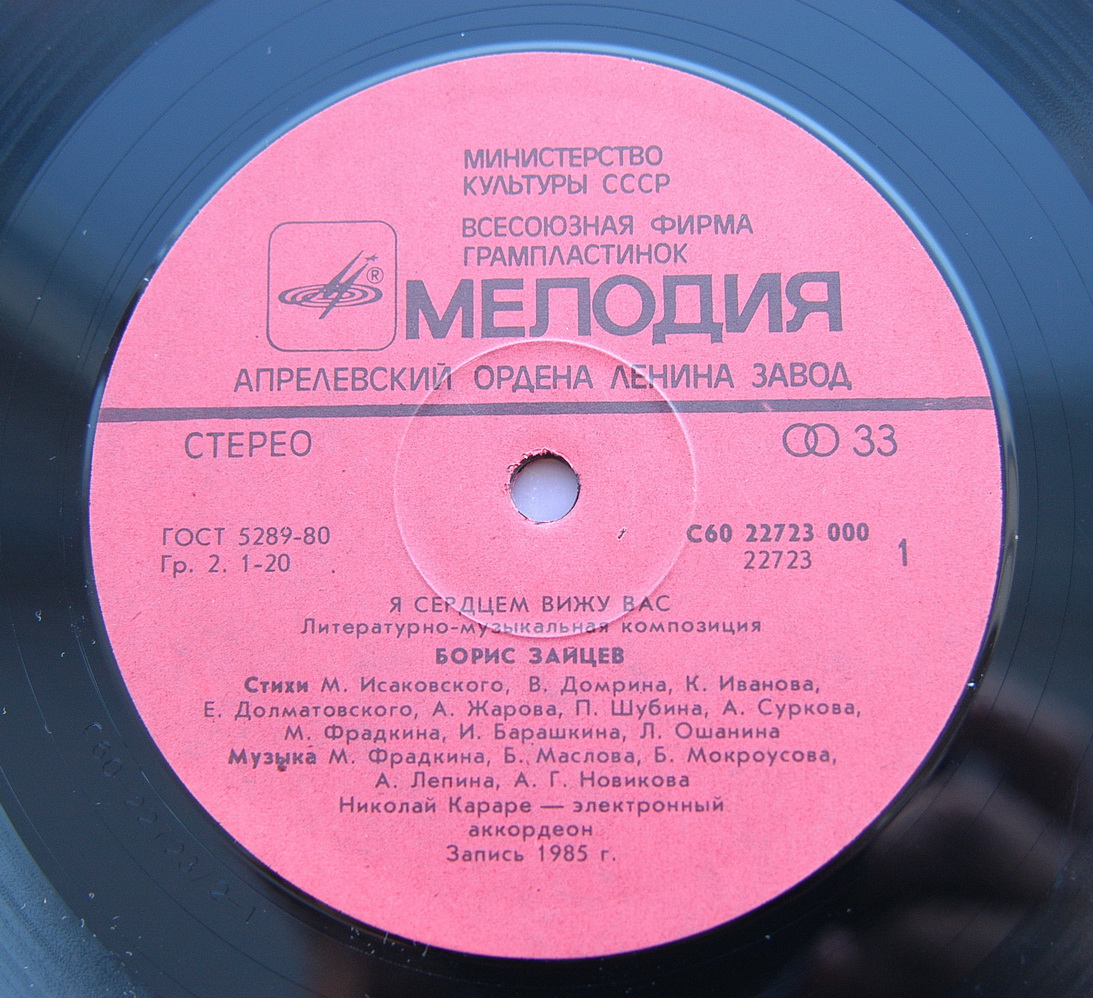 МИНИСТЕРСТВО
КУЛЬТУРЫ СССР
ВСЕСОЮЗНАЯ ФИРМА
ГРАМПЛАСТИНОК
®
МЕЛОДИЯ
АПРЕЛЕВСКИЙ ОРДЕНА ЛЕНИНА ЗАВОД
СТЕРЕО
33
ГОСТ 5289-80
Гр. 2. 1-20
С60 22723 000
22723
1
Я СЕРДЦЕМ ВИЖУ ВАС
Литературно-музыкальная композиция
БОРИС ЗАЙЦЕВ
Стихи М. Исаковского, В. Домрина, К. Иванова,
Е. Долматовского, А. Жарова, П. Шубина, А. Суркова,
М. Фрадкина, И. Барашкина, Л. Ошанина
Музыка М. Фрадкина, Б. Маслова, Б. Мокроусова,
А. Лепина, А. Г. Новикова
Николай Караре — электронный
аккордеон
Запись 1985 г.